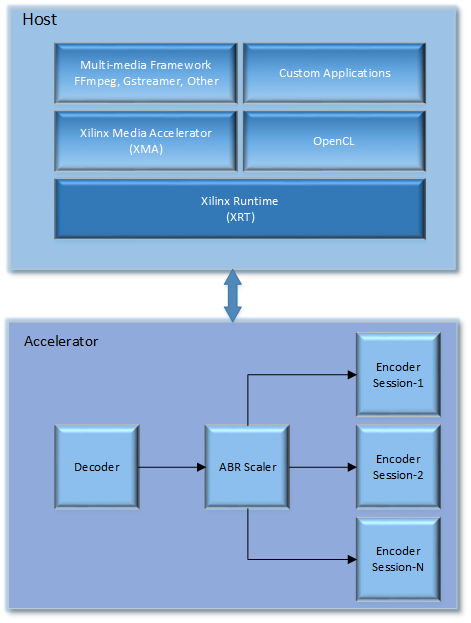 Host
Multi-media Framework
FFmpeg, Gstreamer, Other
Custom Applications
Xilinx Media Accelerator
(XMA)
OpenCL
Xilinx Runtime
(XRT)
Accelerator
Encoder
Session-1
Decoder
ABR Scaler
Encoder
Session-2
Encoder
Session-N